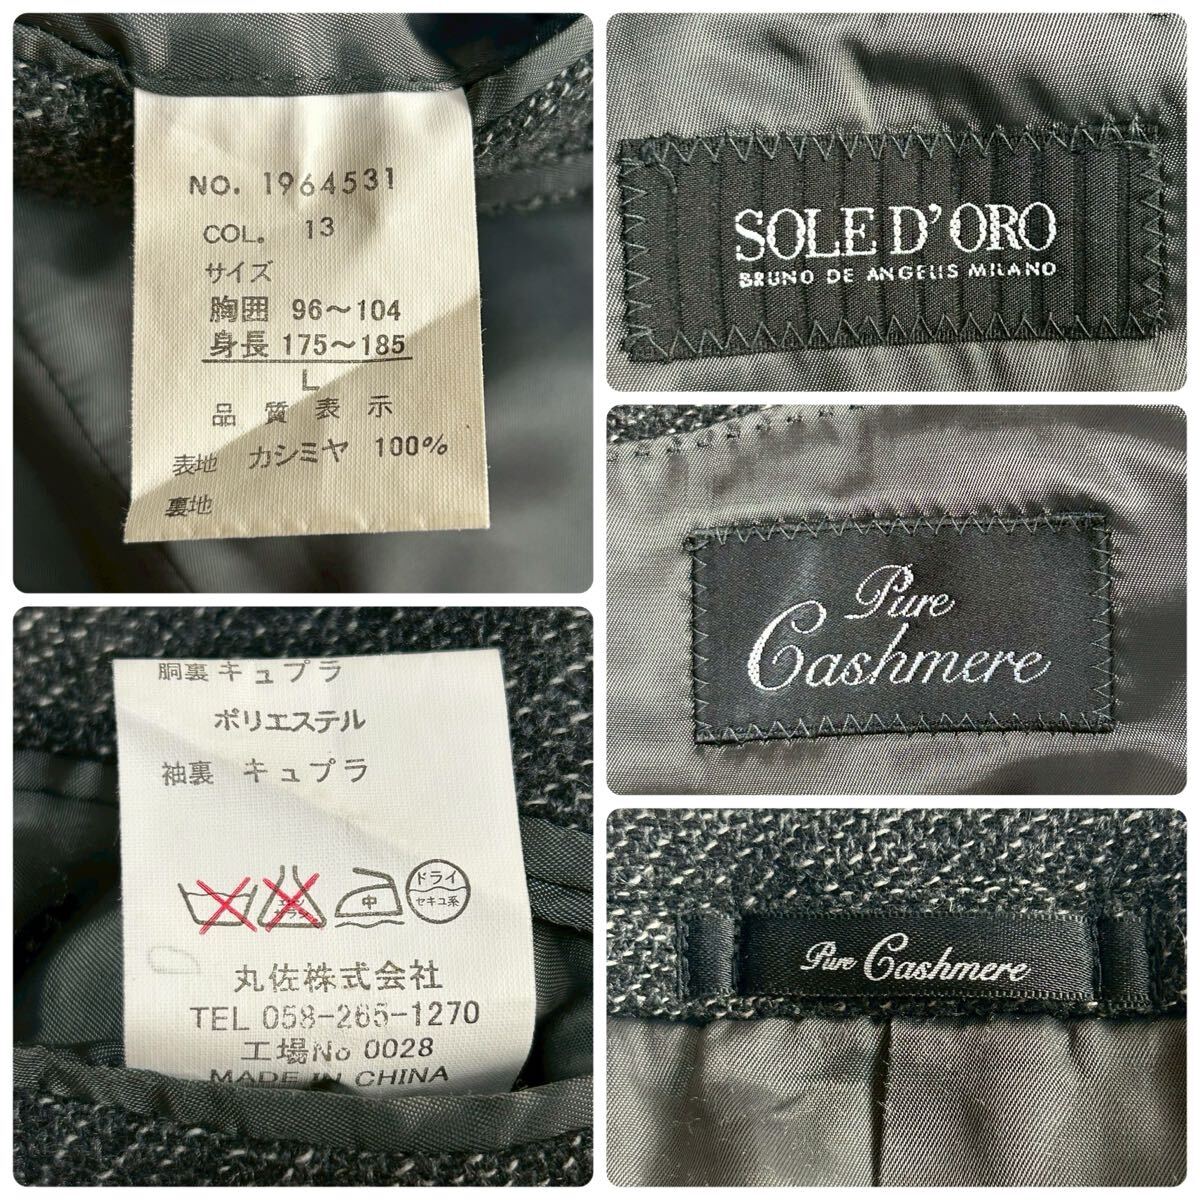 NO. 1964531
COL. 13
サイズ
胸囲 96～104
身長 175～185
L
品質表示
表地 カシミヤ 100%
裏地
胴裏 キュプラ
ポリエステル
袖裏 キュプラ
中
ドライ
セキユ系
丸佐株式会社
TEL 058-265-1270
工場No 0028
MADE IN CHINA
SOLE D'ORO
BRUNO DE ANGELIS MILANO
Pure
Cashmere
Pure Cashmere